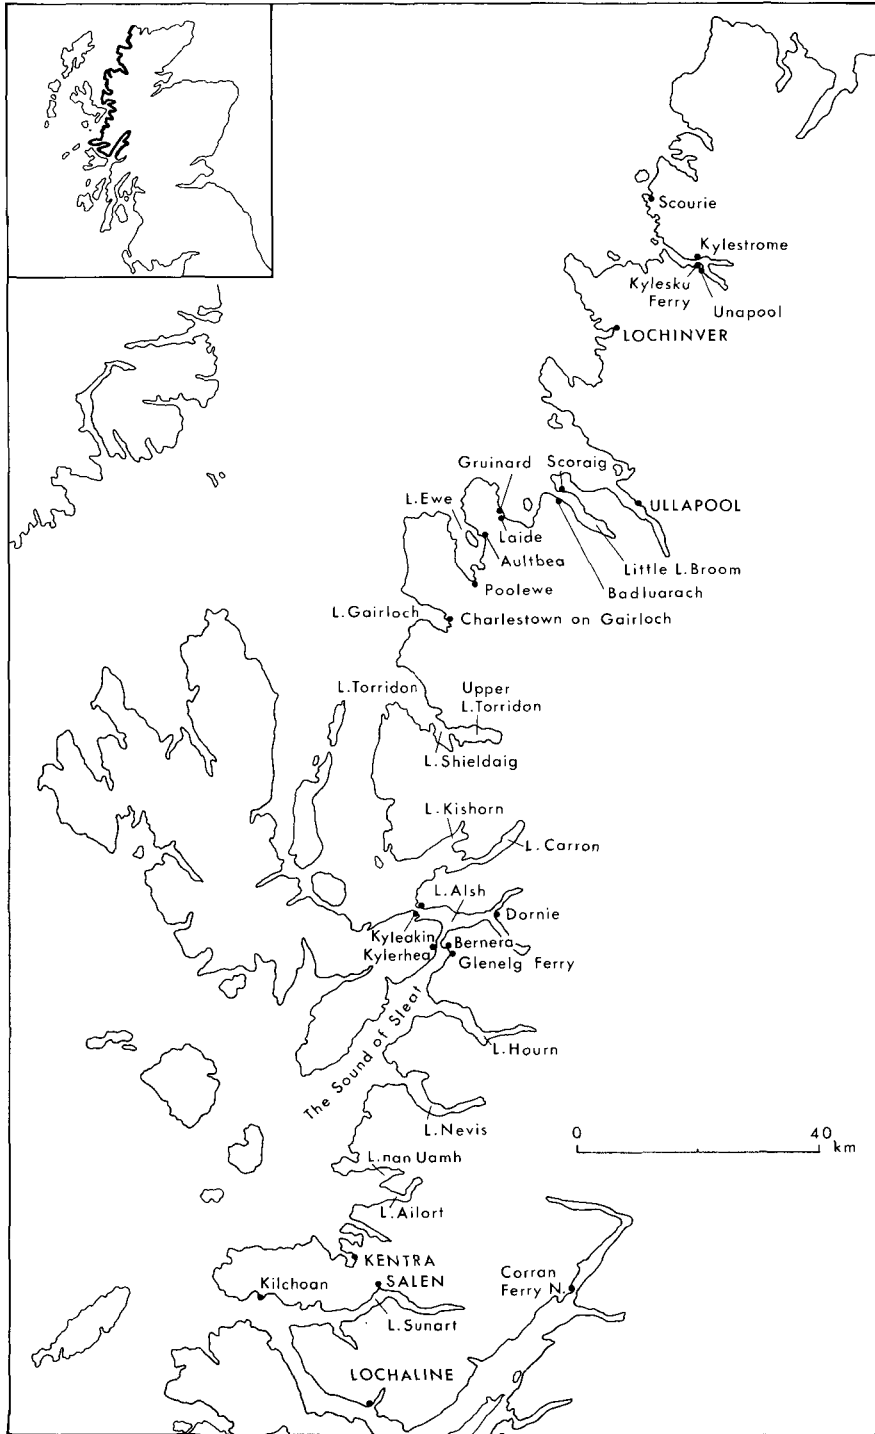 Scourie
Kylestrome
Kylesku
Ferry
Unapool
LOCHINVER
Gruinard
Scoraig
L.Ewe
ULLAPOOL
Laide
Aultbea
Little L.Broom
Poolewe
Badluarach
L.Gairloch
Charlestown on Gairloch
L.Torridon
Upper
L.Torridon
L.Shieldaig
L.Kishorn
L.Carron
L.Alsh
Dornie
Kyleakin
Kylerhea
Bernera
Glenelg Ferry
The Sound of Sleat
L.Hourn
L.Nevis
0
40
km
L.nan Uamh
L.Ailort
KENTRA
Kilchoan
SALEN
Corran
Ferry N.
L.Sunart
LOCHALINE